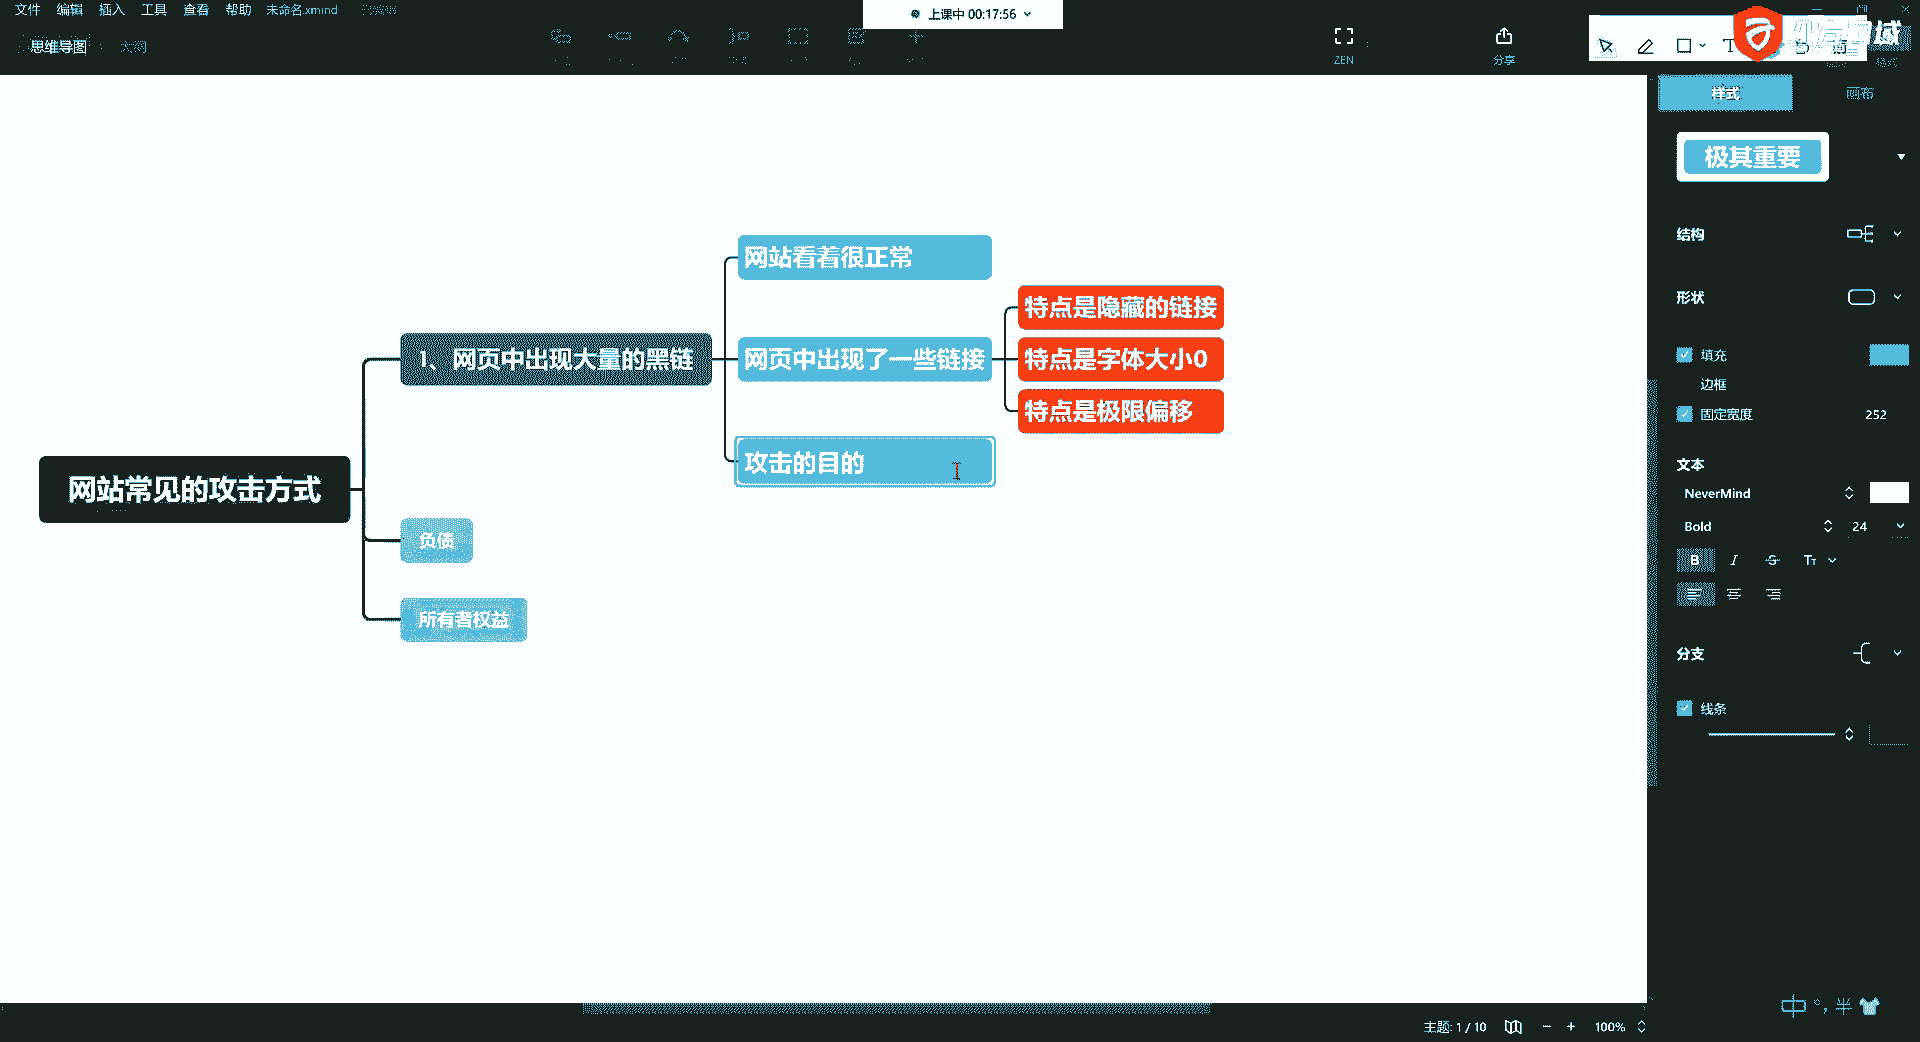 文件 编辑 插入 工具 查看 帮助 未命名.xmind
上课中 00:17:56
思维导图 大纲
ZEN
分享
样式 画布
极其重要
结构
形状
填充
边框
固定宽度 252
文本
NeverMind
Bold 24
B I S Tт
分支
线条
网站看着很正常
特点是隐藏的链接
1、网页中出现大量的黑链
网页中出现了一些链接
特点是字体大小0
特点是极限偏移
攻击的目的
网站常见的攻击方式
负债
所有者权益
中 °, 半
主题: 1 / 10
100%